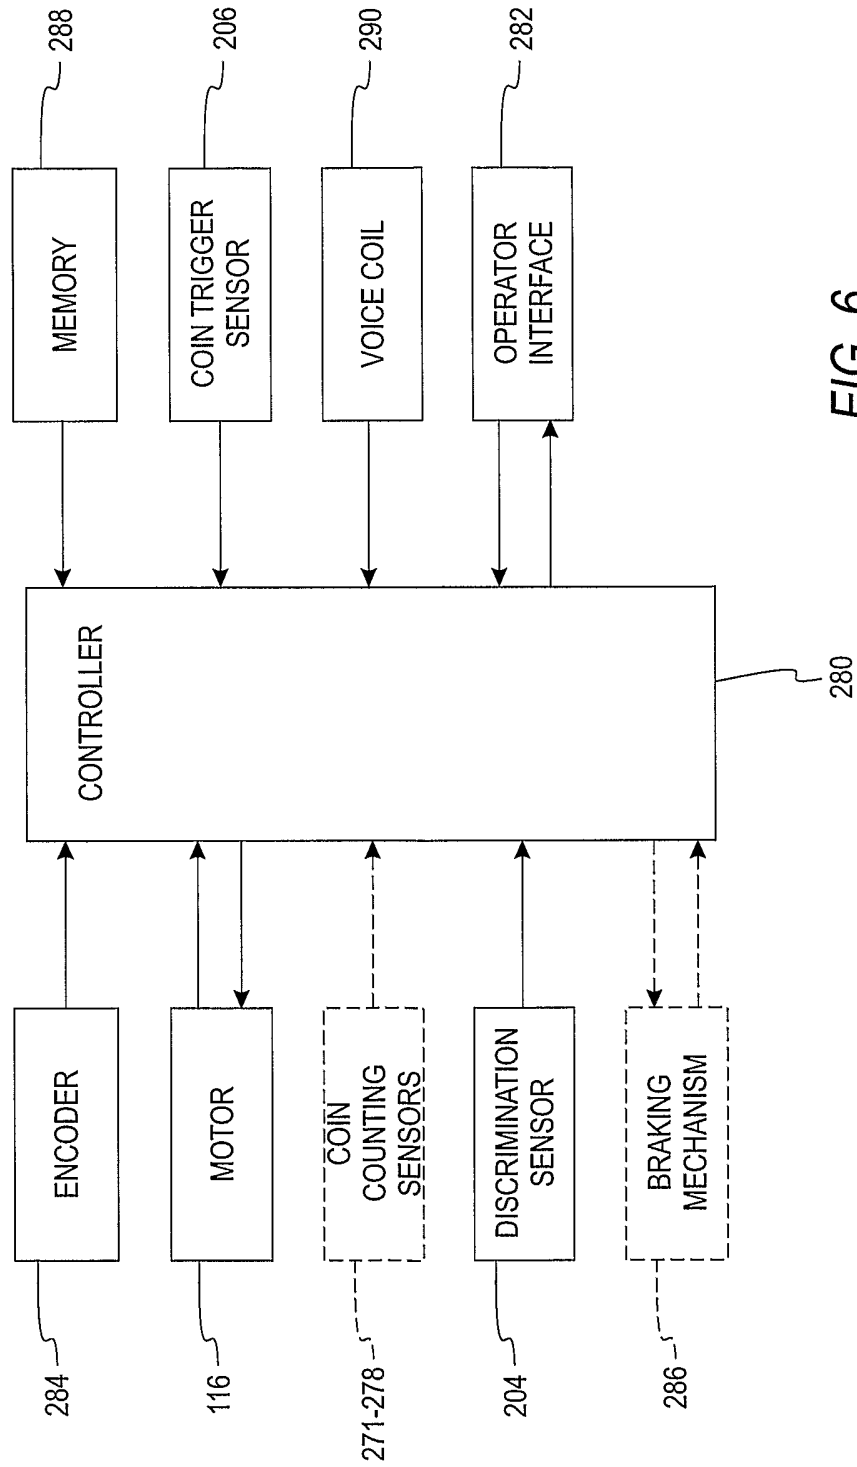 284
ENCODER
116
MOTOR
271-278
COIN
COUNTING
SENSORS
204
DISCRIMINATION
SENSOR
286
BRAKING
MECHANISM
CONTROLLER
280
MEMORY
288
COIN TRIGGER
SENSOR
206
VOICE COIL
290
OPERATOR
INTERFACE
282
FIG. 6